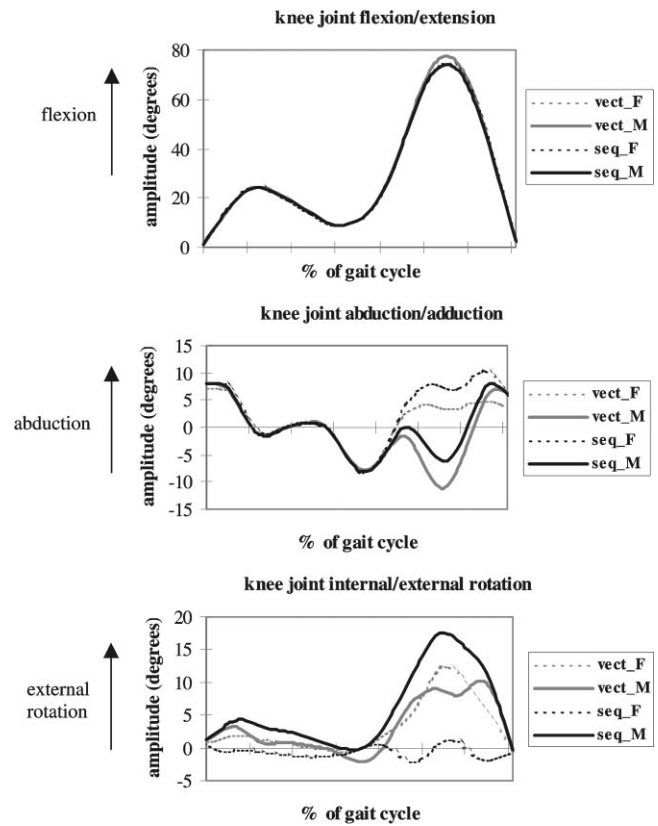 knee joint flexion/extension
80
60
40
20
0
amplitude (degrees)
flexion
% of gait cycle
vect_F
vect_M
seq_F
seq_M
knee joint abduction/adduction
15
10
5
0
-5
-10
-15
amplitude (degrees)
abduction
% of gait cycle
vect_F
vect_M
seq_F
seq_M
knee joint internal/external rotation
20
15
10
5
0
-5
amplitude (degrees)
external
rotation
% of gait cycle
vect_F
vect_M
seq_F
seq_M